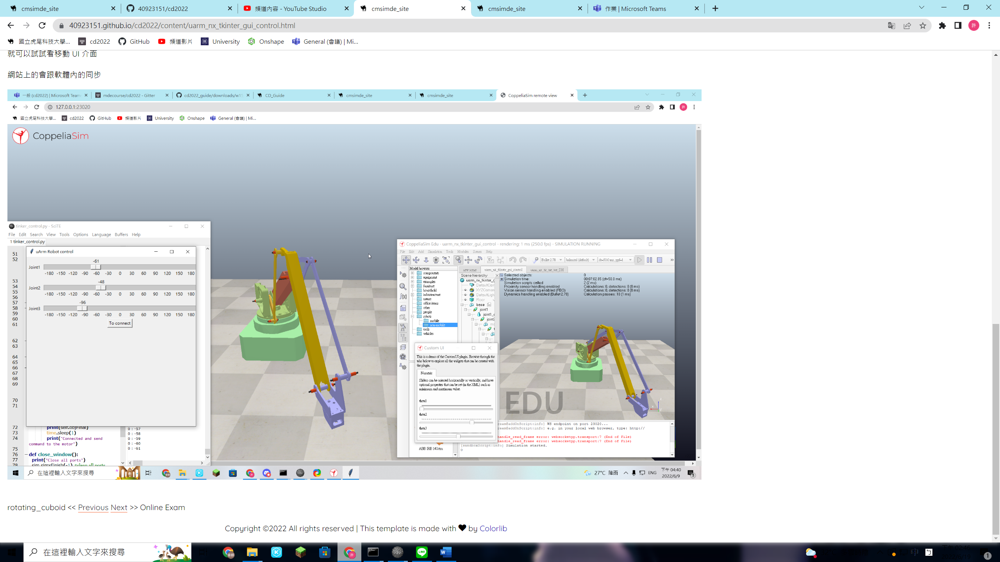 cmsimde_site
40923151/cd2022
頻道內容 - YouTube Studio
cmsimde_site
cmsimde_site
作業 | Microsoft Teams
40923151.github.io/cd2022/content/uarm_nx_tkinter_gui_control.html
許
國立虎尾科技大學...
cd2022
GitHub
頻道影片
University
Onshape
General (會議) | Mi...
就可以試試看移動 UI 介面
網站上的會跟軟體內的同步
一般 (cd2022) | Microsoft Team
mdecourse/cd2022 - Gitter
cd2022_guide/downloads/w15
CD_Guide
cmsimde_site
cmsimde_site
CoppeliaSim remote view
127.0.0.1:23020
許
國立虎尾科技大學...
cd2022
GitHub
頻道影片
University
Onshape
General (會議) | Mi...
CoppeliaSim
tinker_control.py - SciTE
File Edit Search View Tools Options Language Buffers Help
1 tinker_control.py
51
52
53
54
55
56
57
58
59
60
61
62
63
64
65
66
67
68
69
70
71
72
73
74
75
76
77
78
uArm Robot control
-61
Joint1
-180 -150 -120 -90 -60 -30 0 30 60 90 120 150 180
-48
Joint2
-180 -150 -120 -90 -60 -30 0 30 60 90 120 150 180
-96
Joint3
-180 -150 -120 -90 -60 -30 0 30 60 90 120 150 180
To connect
print(self.objFinal)
time.sleep(1)
print("Connected and send
command to the motor")
def close_window():
print("Close all ports")
sim.simxFinish(-1) #clean all ports
0 : -57
0 : -58
0 : -59
0 : -60
0 : -61
CoppeliaSim Edu - uarm_nx_tkinter_gui_control - rendering: 1 ms (250.0 fps) - SIMULATION RUNNING
File Edit Add Simulation Tools Modules Scenes Help
Bullet 2.78
balanced (default)
dt=50.0 ms, ppf=1
Model browser
components
equipment
examples
furniture
household
infrastructure
nature
office items
other
people
robots
mobile
non-mobile
tools
vehicles
new scene
uarm_nx_tkinter_gui_control
uarm_nx_tic_tac_toe_DH
Scene hierarchy
uarm_nx_tkinter_g
DefaultCam
XYZCamera
DefaultLigh
Floor
base
joint1
joint1_c
joint2
Selected objects: 0
Simulation time: 00:07:02.85 (dt=50.0 ms)
Simulation scripts called 2 (2 ms)
Proximity sensor handling enabled Calculations: 0, detections: 0 (0 ms)
Vision sensor handling enabled (FBO) Calculations: 0, detections: 0 (0 ms)
Dynamics handling enabled (Bullet 2.78) Calculation passes: 10 (1 ms)
EDU
Custom UI
This is a demo of the CustomUI plugin. Browse through the
tabs below to explore all the widgets that can be created with
the plugin.
Numeric
Sliders can be oriented horizontally or vertically, and have
optional properties that can be set (in the XML) such as
minimum and maximum value.
theta1
theta2
theta3
ream@addOnScript:info] WS endpoint on port 23020...
ream@addOnScript:info] e.g. in your local web browser, type: http://
handle_read_frame error: websocketpp.transport:7 (End of File)
handle_read_frame error: websocketpp.transport:7 (End of File)
[sandboxScript:info] Simulation started.
0
ABB IRB 140.ttm
在這裡輸入文字來搜尋
27°C 陣雨
ENG
下午 04:40
2022/6/9
3
rotating_cuboid << Previous Next >> Online Exam
Copyright ©2022 All rights reserved | This template is made with ♥ by Colorlib
在這裡輸入文字來搜尋
LINE
中
ㄅ
下午 02:46
1